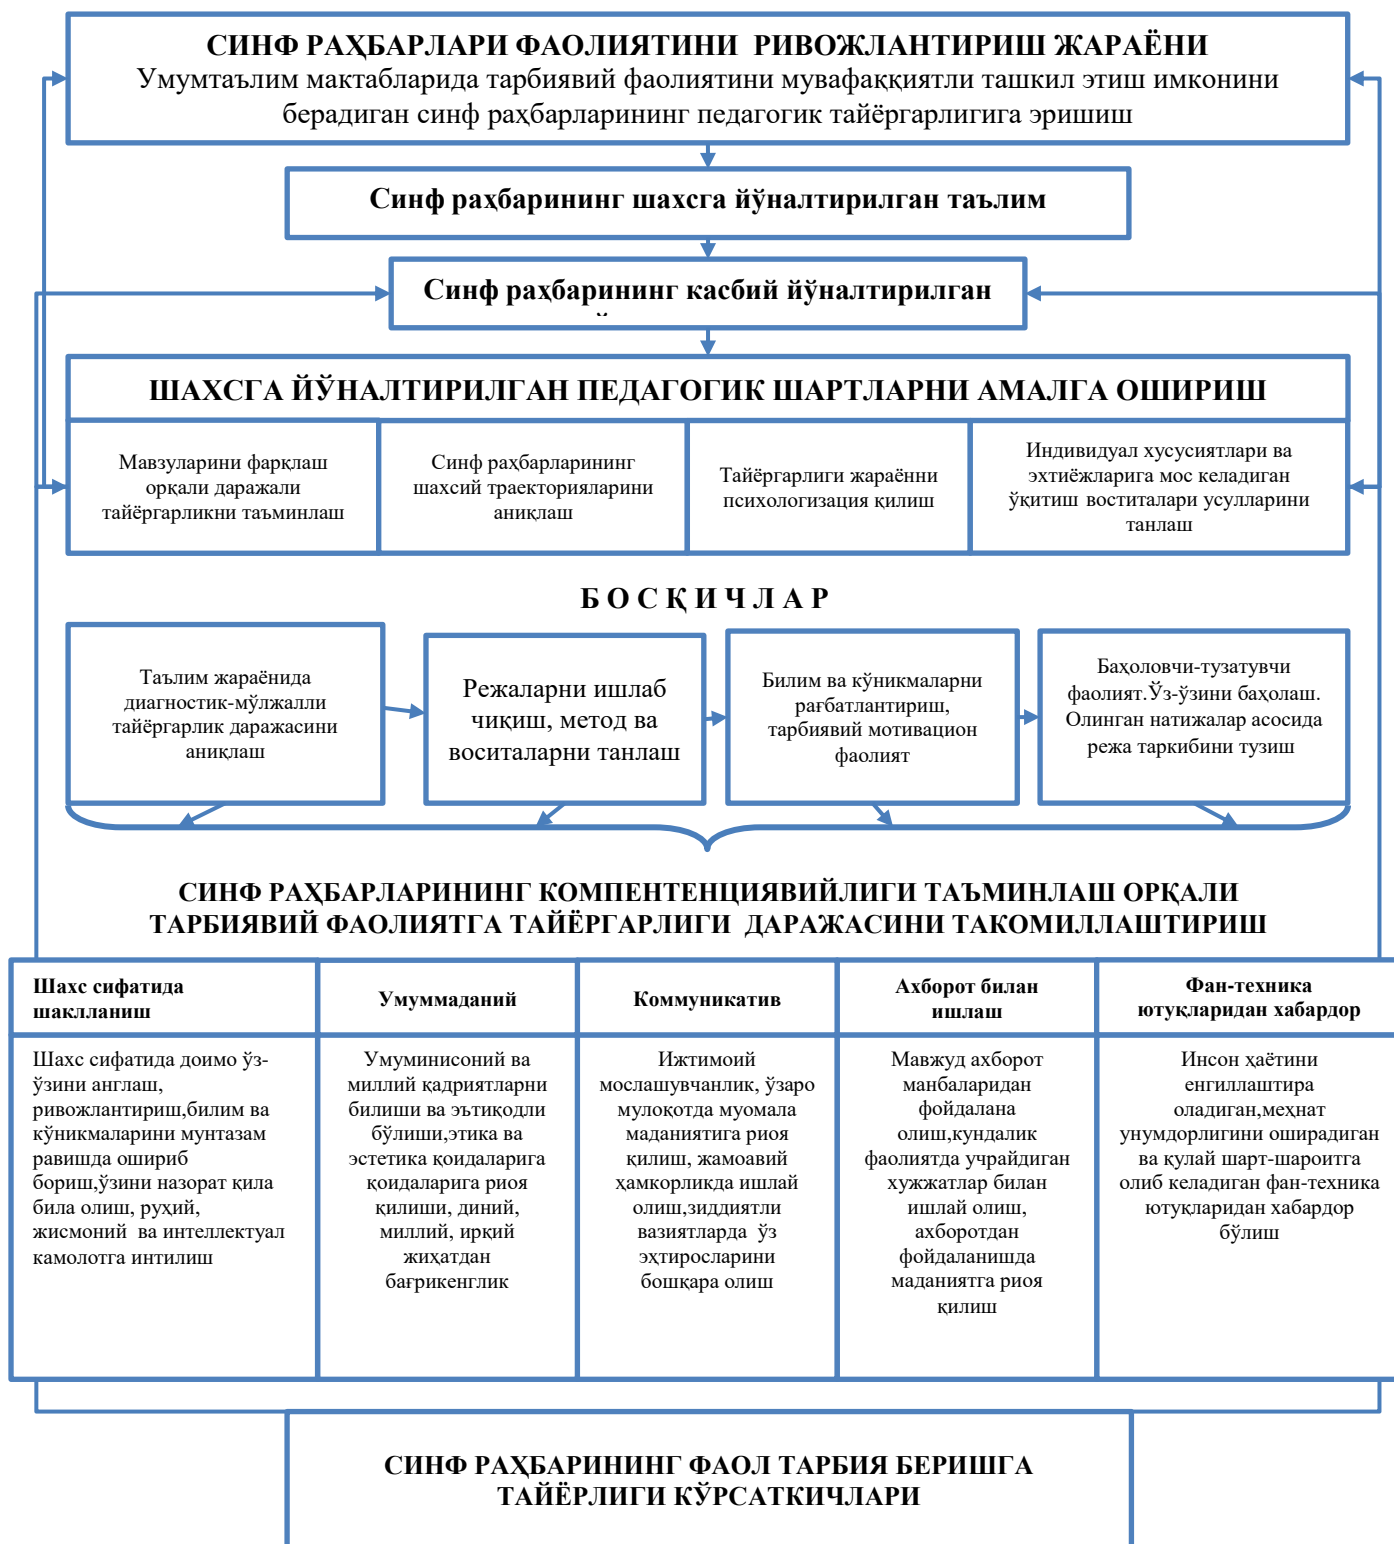 СИНФ РАҲБАРЛАРИ ФАОЛИЯТИНИ РИВОЖЛАНТИРИШ ЖАРАЁНИ
Умумтаълим мактабларида тарбиявий фаолиятини мувафаққиятли ташкил этиш имконини
берадиган синф раҳбарларининг педагогик тайёргарлигига эришиш
Синф раҳбарининг шахсга йўналтирилган таълим
Синф раҳбарининг касбий йўналтирилган
ШАХСГА ЙЎНАЛТИРИЛГАН ПЕДАГОГИК ШАРТЛАРНИ АМАЛГА ОШИРИШ
Мавзуларини фарқлаш
орқали даражали
тайёргарликни таъминлаш
Синф раҳбарларининг
шахсий траекторияларини
аниқлаш
Тайёргарлиги жараённи
психологизация қилиш
Индивидуал хусусиятлари ва
эхтиёжларига мос келадиган
ўқитиш воститалари усулларини
танлаш
Б О С Қ И Ч Л А Р
Таълим жараёнида
диагностик-мўлжалли
тайёргарлик даражасини
аниқлаш
Режаларни ишлаб
чиқиш, метод ва
воситаларни танлаш
Билим ва кўникмаларни
рағбатлантириш,
тарбиявий мотивацион
фаолият
Баҳоловчи-тузатувчи
фаолият.Ўз-ўзини баҳолаш.
Олинган натижалар асосида
режа таркибини тузиш
СИНФ РАҲБАРЛАРИНИНГ КОМПЕНТЕНЦИЯВИЙЛИГИ ТАЪМИНЛАШ ОРҚАЛИ
ТАРБИЯВИЙ ФАОЛИЯТГА ТАЙЁРГАРЛИГИ ДАРАЖАСИНИ ТАКОМИЛЛАШТИРИШ
Шахс сифатида
шаклланиш
Умуммаданий
Коммуникатив
Ахборот билан
ишлаш
Фан-техника
ютуқларидан хабардор
Шахс сифатида доимо ўз-
ўзини англаш,
ривожлантириш,билим ва
кўникмаларини мунтазам
равишда ошириб
бориш,ўзини назорат қила
била олиш, руҳий,
жисмоний ва интеллектуал
камолотга интилиш
Умуминисоний ва
миллий қадриятларни
билиши ва эътиқодли
бўлиши,этика ва
эстетика қоидаларига
қоидаларига риоя
қилиши, диний,
миллий, ирқий
жиҳатдан
бағрикенглик
Ижтимоий
мослашувчанлик, ўзаро
мулоқотда муомала
маданиятига риоя
қилиш, жамоавий
ҳамкорликда ишлай
олиш,зиддиятли
вазиятларда ўз
эҳтиросларини
бошқара олиш
Мавжуд ахборот
манбаларидан
фойдалана
олиш,кундалик
фаолиятда учрайдиган
хужжатлар билан
ишлай олиш,
ахборотдан
фойдаланишда
маданиятга риоя
қилиш
Инсон ҳаётини
енгиллаштира
оладиган,меҳнат
унумдорлигини оширадиган
ва қулай шарт-шароитга
олиб келадиган фан-техника
ютуқларидан хабардор
бўлиш
СИНФ РАҲБАРИНИНГ ФАОЛ ТАРБИЯ БЕРИШГА
ТАЙЁРЛИГИ КЎРСАТКИЧЛАРИ